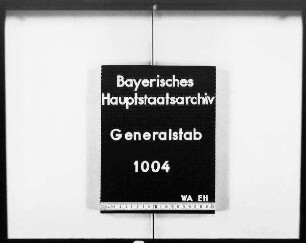 Bayerisches
Hauptstaatsarchiv
Generalstab
1004
WA EH